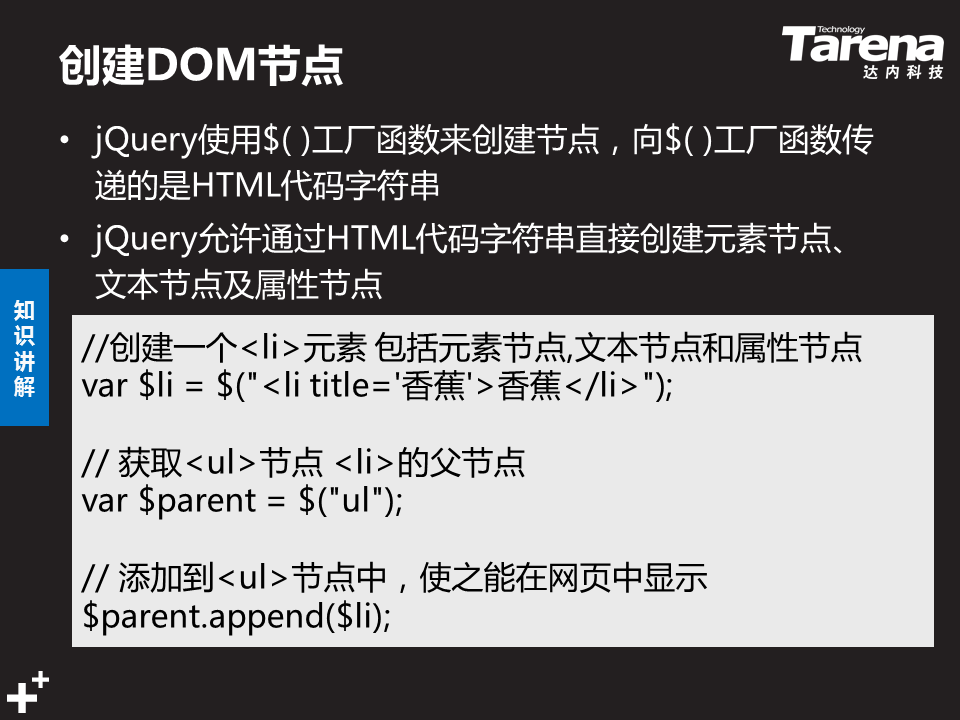 创建DOM节点
Technology
Tarena
达内科技
• jQuery使用$( )工厂函数来创建节点，向$( )工厂函数传
递的是HTML代码字符串
• jQuery允许通过HTML代码字符串直接创建元素节点、
文本节点及属性节点
知
识
讲
解
//创建一个<li>元素 包括元素节点,文本节点和属性节点
var $li = $("<li title='香蕉'>香蕉</li>");
// 获取<ul>节点 <li>的父节点
var $parent = $("ul");
// 添加到<ul>节点中，使之能在网页中显示
$parent.append($li);